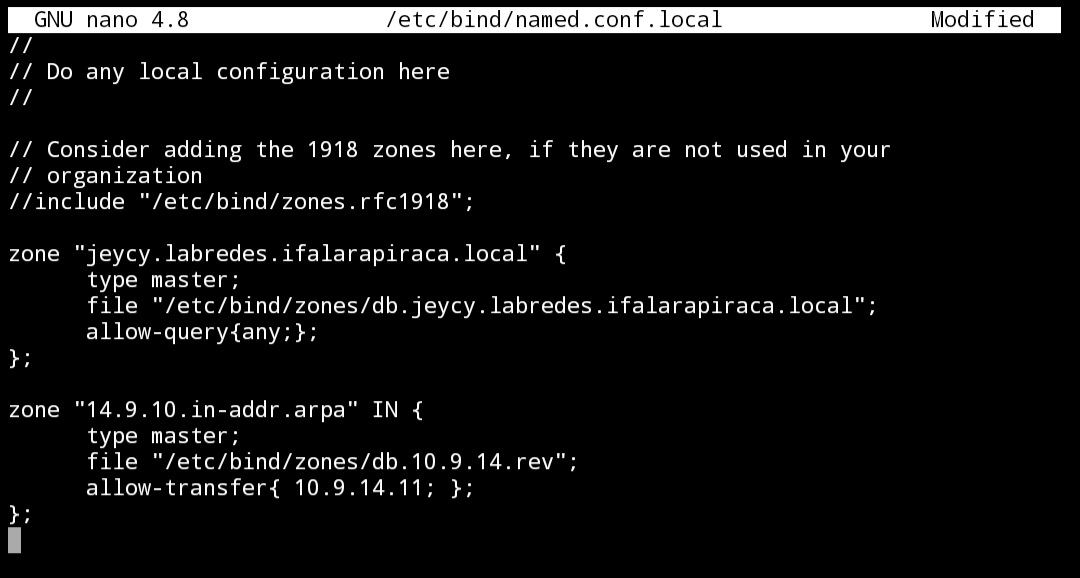 GNU nano 4.8 /etc/bind/named.conf.local Modified
//
// Do any local configuration here
//
// Consider adding the 1918 zones here, if they are not used in your
// organization
//include "/etc/bind/zones.rfc1918";
zone "jeycy.labredes.ifalarapiraca.local" {
type master;
file "/etc/bind/zones/db.jeycy.labredes.ifalarapiraca.local";
allow-query{any;};
};
zone "14.9.10.in-addr.arpa" IN {
type master;
file "/etc/bind/zones/db.10.9.14.rev";
allow-transfer{ 10.9.14.11; };
};